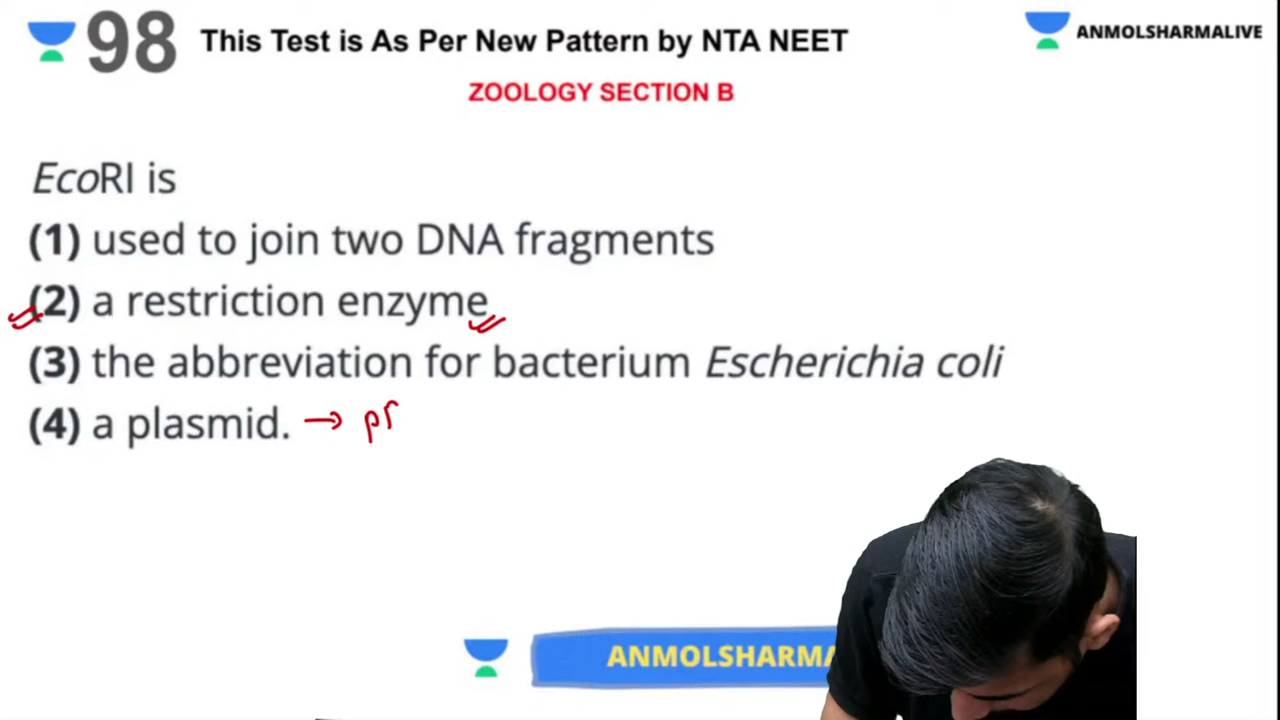 98 This Test is As Per New Pattern by NTA NEET
ANMOLSHARMALIVE
ZOOLOGY SECTION B
EcoRI is
(1) used to join two DNA fragments
(2) a restriction enzyme
(3) the abbreviation for bacterium Escherichia coli
(4) a plasmid. → pr
ANMOLSHARMA